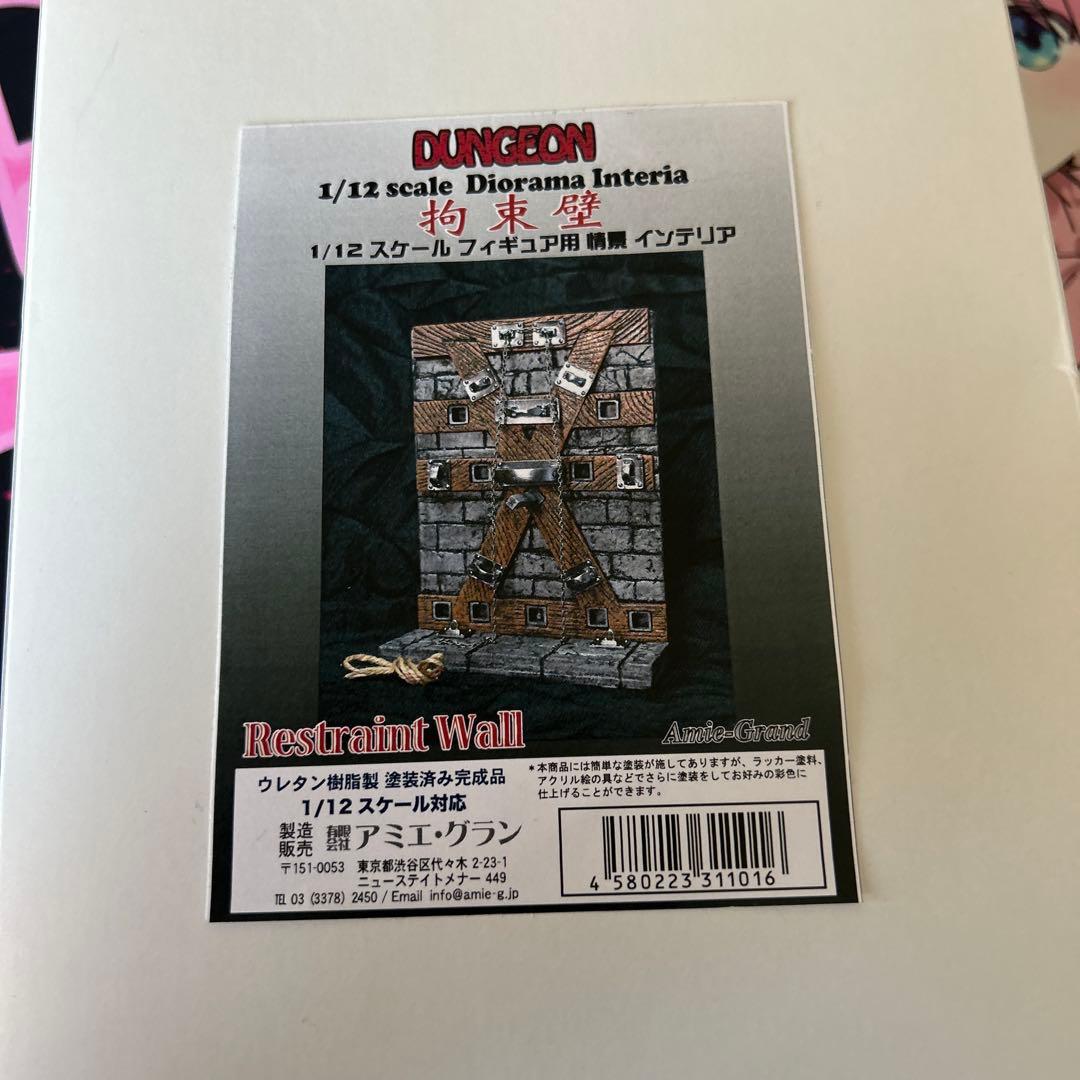 DUNGEON
1/12 scale Diorama Interia
拘束壁
1/12 スケール フィギュア用 情景 インテリア
Restraint Wall
Amie-Grand
ウレタン樹脂製 塗装済み完成品
1/12 スケール対応
製造 販売 有限会社 アミエ・グラン
〒151-0053 東京都渋谷区代々木 2-23-1
ニューステイトメナー 449
TEL 03 (3378) 2450 / Email info@amie-g.jp
*本商品には簡単な塗装が施してありますが、ラッカー塗料、
アクリル絵の具などでさらに塗装をしてお好みの彩色に
仕上げることができます。
4 580223 311016